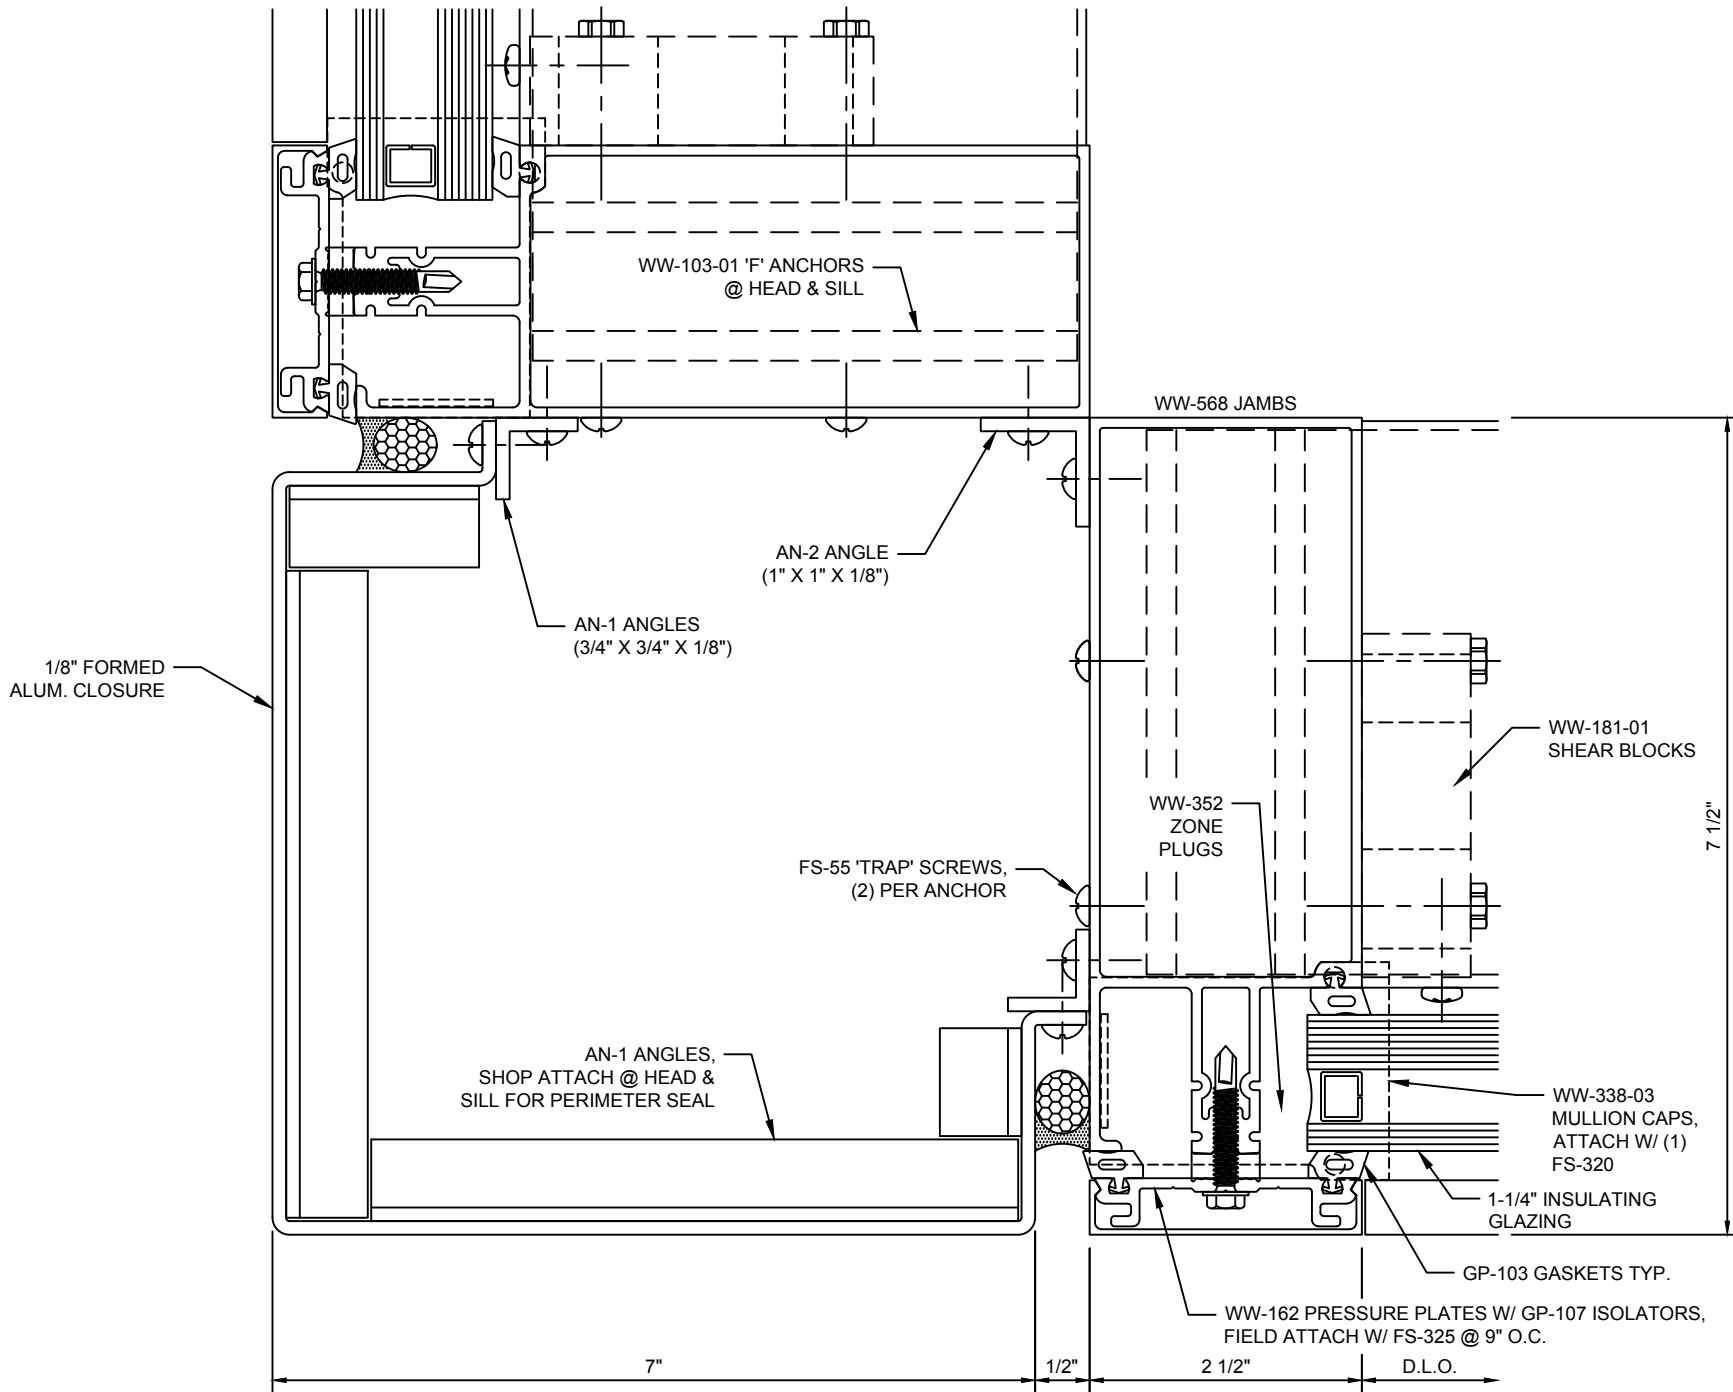 WW-103-01 'F' ANCHORS
@ HEAD & SILL
WW-568 JAMBS
AN-2 ANGLE
(1" X 1" X 1/8")
AN-1 ANGLES
(3/4" X 3/4" X 1/8")
1/8" FORMED
ALUM. CLOSURE
WW-181-01
SHEAR BLOCKS
7 1/2"
WW-352
ZONE
PLUGS
FS-55 'TRAP' SCREWS,
(2) PER ANCHOR
AN-1 ANGLES,
SHOP ATTACH @ HEAD &
SILL FOR PERIMETER SEAL
WW-338-03
MULLION CAPS,
ATTACH W/ (1)
FS-320
1-1/4" INSULATING
GLAZING
GP-103 GASKETS TYP.
WW-162 PRESSURE PLATES W/ GP-107 ISOLATORS,
FIELD ATTACH W/ FS-325 @ 9" O.C.
7"
1/2"
2 1/2"
D.L.O.